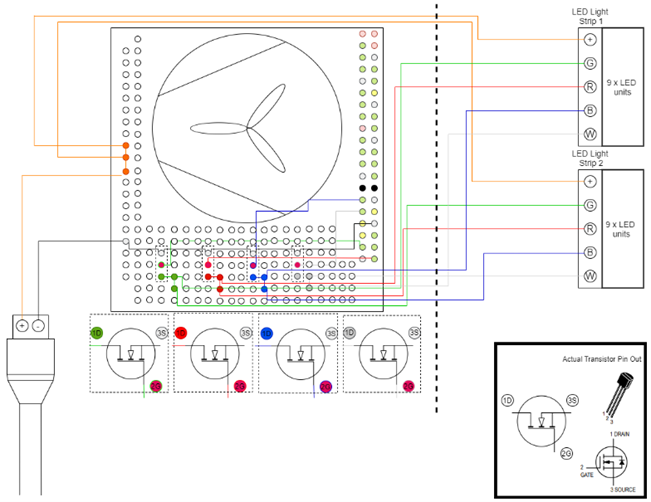 LED Light
Strip 1
+
G
R
B
W
9 x LED
units
LED Light
Strip 2
+
G
R
B
W
9 x LED
units
+ -
1D 3S
2G
1D 3S
2G
1D 3S
2G
1D 3S
2G
Actual Transistor Pin Out
1D 3S
2G
1
2
3
1 DRAIN
2
GATE
3 SOURCE